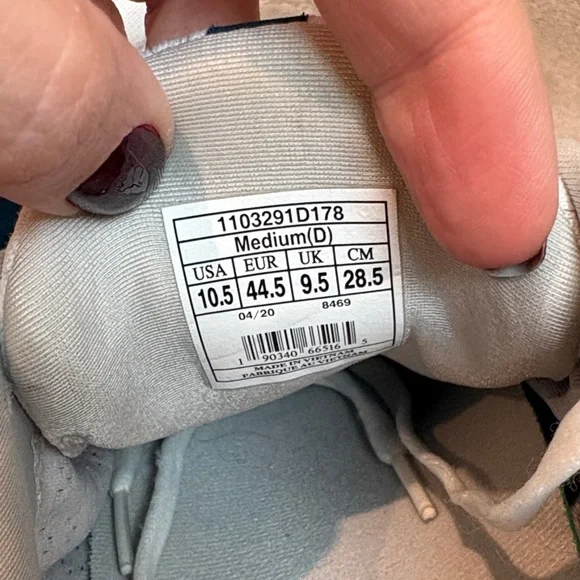 1103291D178
Medium(D)
USA EUR UK CM
10.5 44.5 9.5 28.5
04/20 8469
1 90340 66516 5
MADE IN VIETNAM
FABRIQUE AU VIETNAM